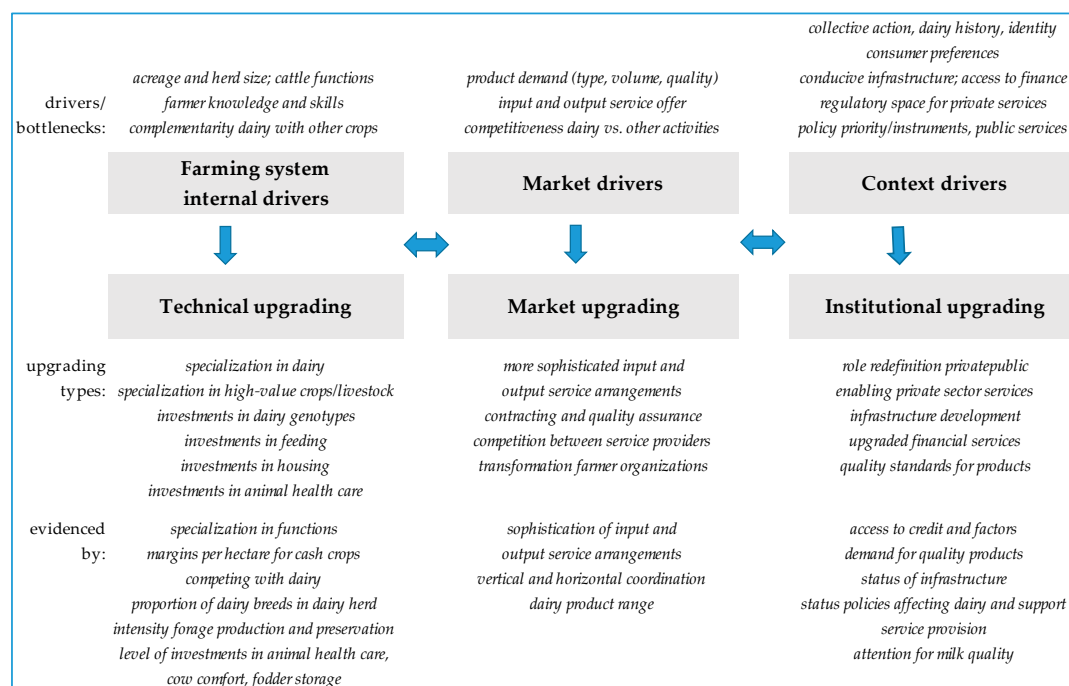 collective action, dairy history, identity
consumer preferences
acreage and herd size; cattle functions
product demand (type, volume, quality)
conducive infrastructure; access to finance
drivers/
farmer knowledge and skills
input and output service offer
regulatory space for private services
bottlenecks:
complementarity dairy with other crops
competitiveness dairy vs. other activities
policy priority/instruments, public services
Farming system
internal drivers
Market drivers
Context drivers
Technical upgrading
Market upgrading
Institutional upgrading
upgrading
types:
specialization in dairy
specialization in high-value crops/livestock
investments in dairy genotypes
investments in feeding
investments in housing
investments in animal health care
more sophisticated input and
output service arrangements
contracting and quality assurance
competition between service providers
transformation farmer organizations
role redefinition privatepublic
enabling private sector services
infrastructure development
upgraded financial services
quality standards for products
evidenced
by:
specialization in functions
margins per hectare for cash crops
competing with dairy
proportion of dairy breeds in dairy herd
intensity forage production and preservation
level of investments in animal health care,
cow comfort, fodder storage
sophistication of input and
output service arrangements
vertical and horizontal coordination
dairy product range
access to credit and factors
demand for quality products
status of infrastructure
status policies affecting dairy and support
service provision
attention for milk quality